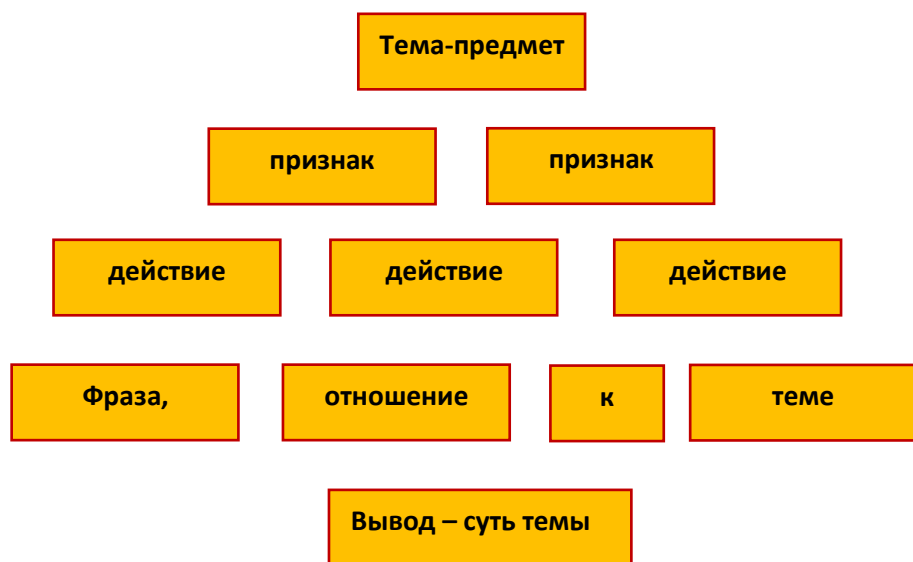 Тема-предмет
признак признак
действие действие действие
Фраза, отношение к теме
Вывод – суть темы